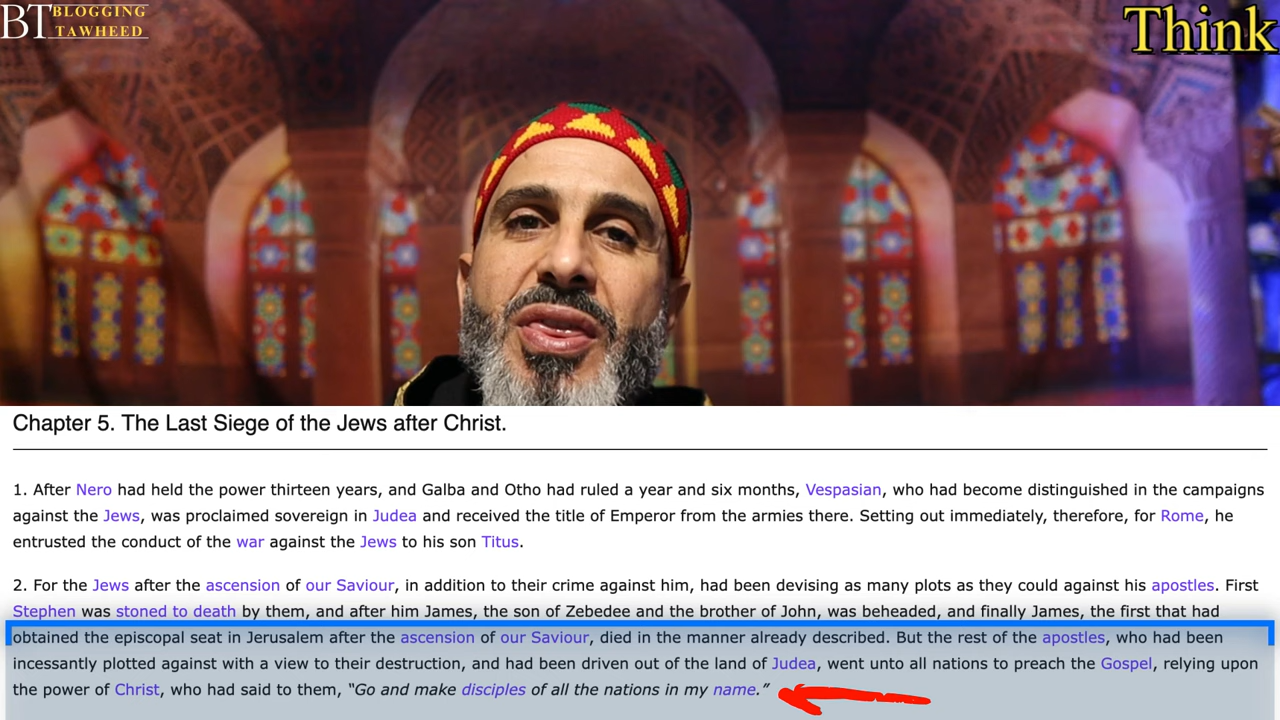 BT BLOGGING
TAWHEED
Think
Chapter 5. The Last Siege of the Jews after Christ.
1. After Nero had held the power thirteen years, and Galba and Otho had ruled a year and six months, Vespasian, who had become distinguished in the campaigns
against the Jews, was proclaimed sovereign in Judea and received the title of Emperor from the armies there. Setting out immediately, therefore, for Rome, he
entrusted the conduct of the war against the Jews to his son Titus.
2. For the Jews after the ascension of our Saviour, in addition to their crime against him, had been devising as many plots as they could against his apostles. First
Stephen was stoned to death by them, and after him James, the son of Zebedee and the brother of John, was beheaded, and finally James, the first that had
obtained the episcopal seat in Jerusalem after the ascension of our Saviour, died in the manner already described. But the rest of the apostles, who had been
incessantly plotted against with a view to their destruction, and had been driven out of the land of Judea, went unto all nations to preach the Gospel, relying upon
the power of Christ, who had said to them, “Go and make disciples of all the nations in my name.”